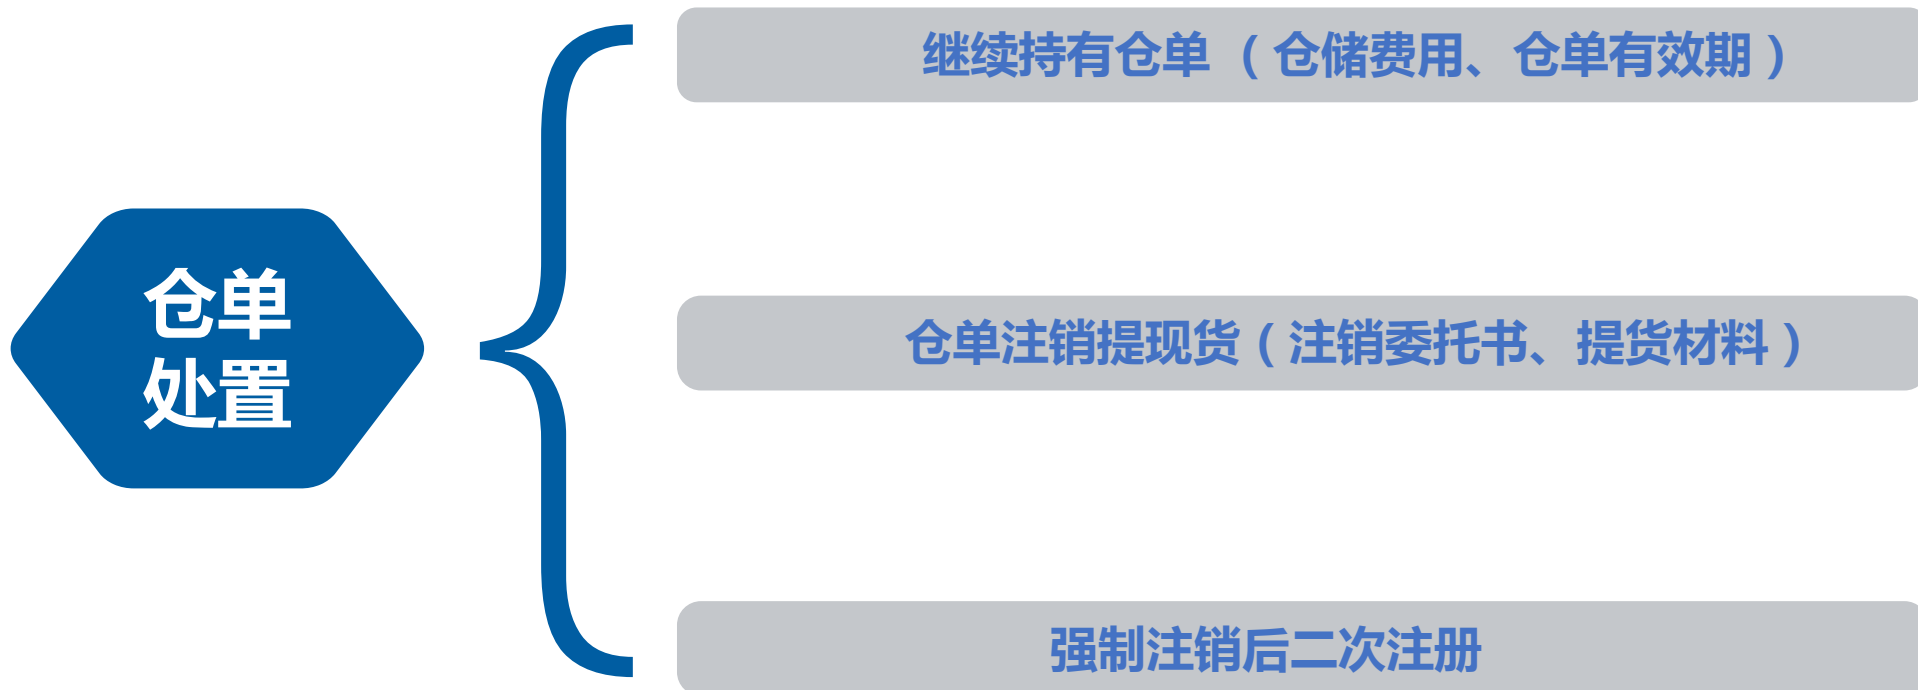 仓单
处置
继续持有仓单（仓储费用、仓单有效期）
仓单注销提现货（注销委托书、提货材料）
强制注销后二次注册